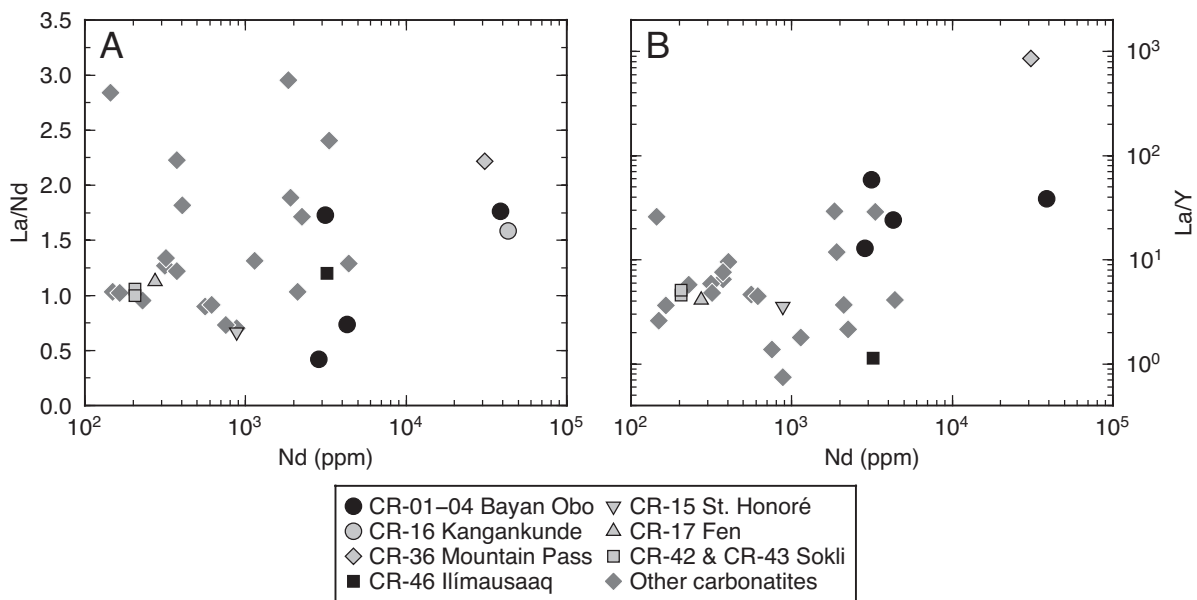 A
3.5
3.0
2.5
2.0
1.5
1.0
0.5
0.0
La/Nd
10² 10³ 10⁴ 10⁵
Nd (ppm)
B
10³
10²
10¹
10⁰
La/Y
10² 10³ 10⁴ 10⁵
Nd (ppm)
CR-01–04 Bayan Obo
CR-16 Kangankunde
CR-36 Mountain Pass
CR-46 Ilímausaaq
CR-15 St. Honoré
CR-17 Fen
CR-42 & CR-43 Sokli
Other carbonatites